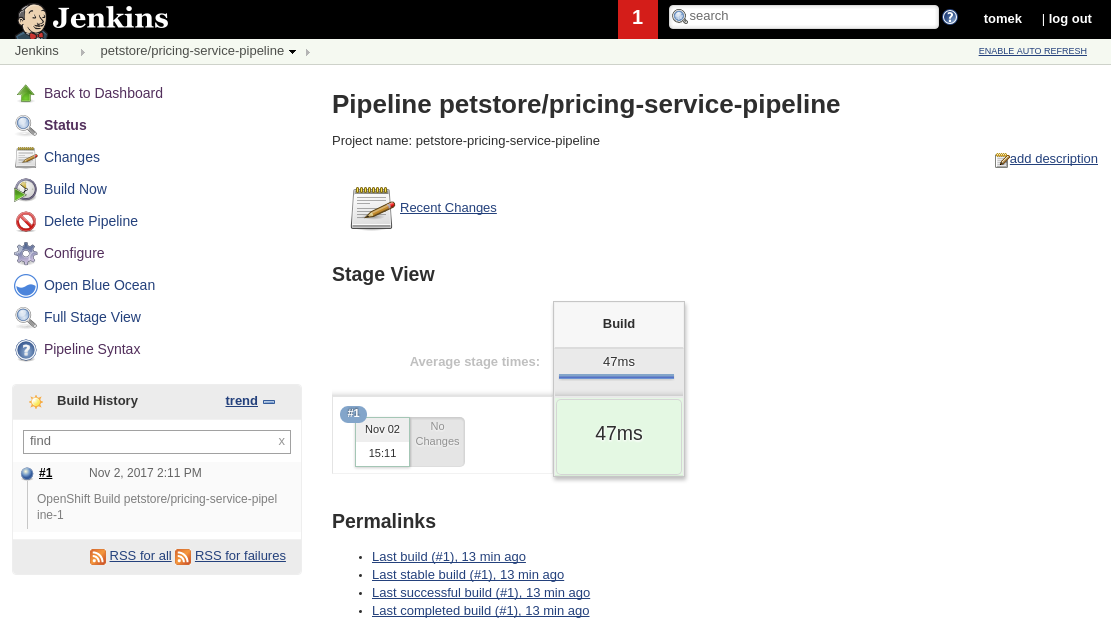 Jenkins
1
search
tomek
| log out
Jenkins
petstore/pricing-service-pipeline
ENABLE AUTO REFRESH
Back to Dashboard
Status
Changes
Build Now
Delete Pipeline
Configure
Open Blue Ocean
Full Stage View
Pipeline Syntax
Build History
trend
find
x
#1
Nov 2, 2017 2:11 PM
OpenShift Build petstore/pricing-service-pipel
ine-1
RSS for all
RSS for failures
Pipeline petstore/pricing-service-pipeline
Project name: petstore-pricing-service-pipeline
add description
Recent Changes
Stage View
Build
Average stage times:
47ms
#1
Nov 02
15:11
No
Changes
47ms
Permalinks
Last build (#1), 13 min ago
Last stable build (#1), 13 min ago
Last successful build (#1), 13 min ago
Last completed build (#1), 13 min ago